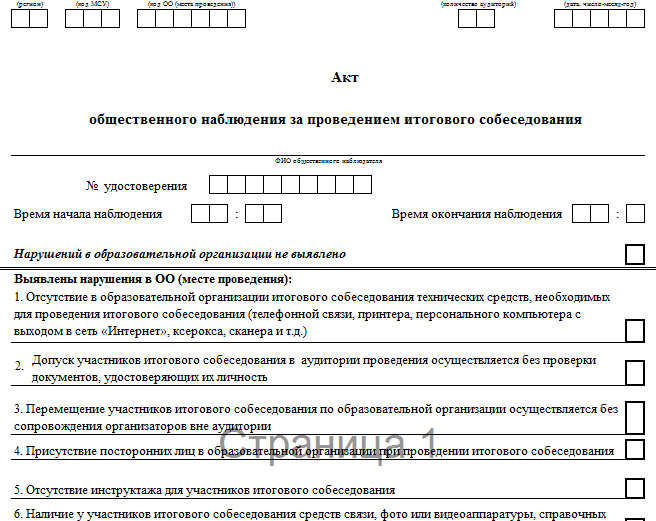 (регион) (код МСУ) (код ОО (места проведения)) (количество аудиторий) (дата: число-месяц-год)
Акт
общественного наблюдения за проведением итогового собеседования
ФИО общественного наблюдателя
№ удостоверения
Время начала наблюдения : Время окончания наблюдения :
Нарушений в образовательной организации не выявлено
Выявлены нарушения в ОО (месте проведения):
1. Отсутствие в образовательной организации итогового собеседования технических средств, необходимых
для проведения итогового собеседования (телефонной связи, принтера, персонального компьютера с
выходом в сеть «Интернет», ксерокса, сканера и т.д.)
2. Допуск участников итогового собеседования в аудитории проведения осуществляется без проверки
документов, удостоверяющих их личность
3. Перемещение участников итогового собеседования по образовательной организации осуществляется без
сопровождения организаторов вне аудитории
Страница 1
4. Присутствие посторонних лиц в образовательной организации при проведении итогового собеседования
5. Отсутствие инструктажа для участников итогового собеседования
6. Наличие у участников итогового собеседования средств связи, фото или видеоаппаратуры, справочных